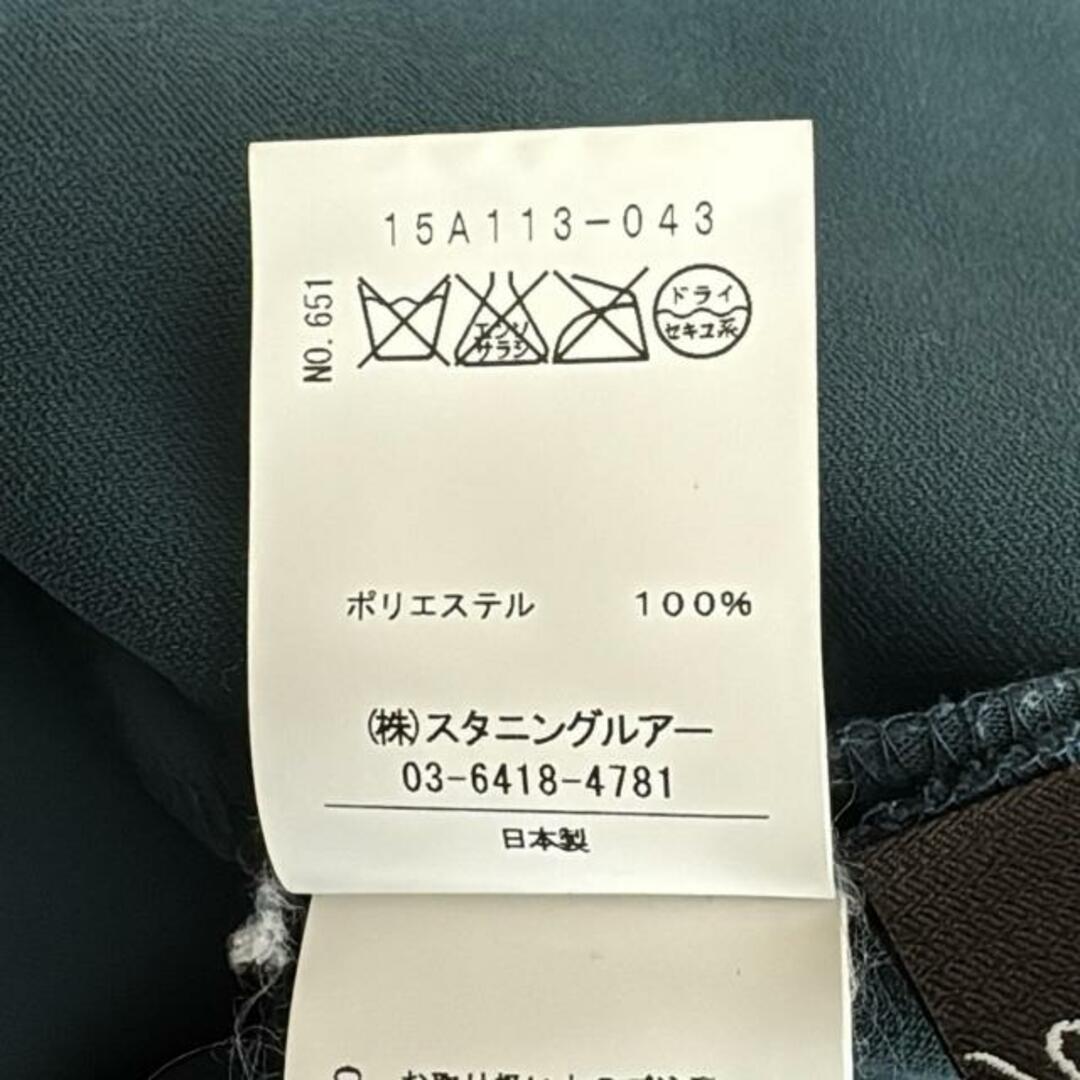 15A113-043
NO.651
エンソ
サラシ
ドライ
セキユ系
ポリエステル 100%
(株)スタニングルアー
03-6418-4781
日本製